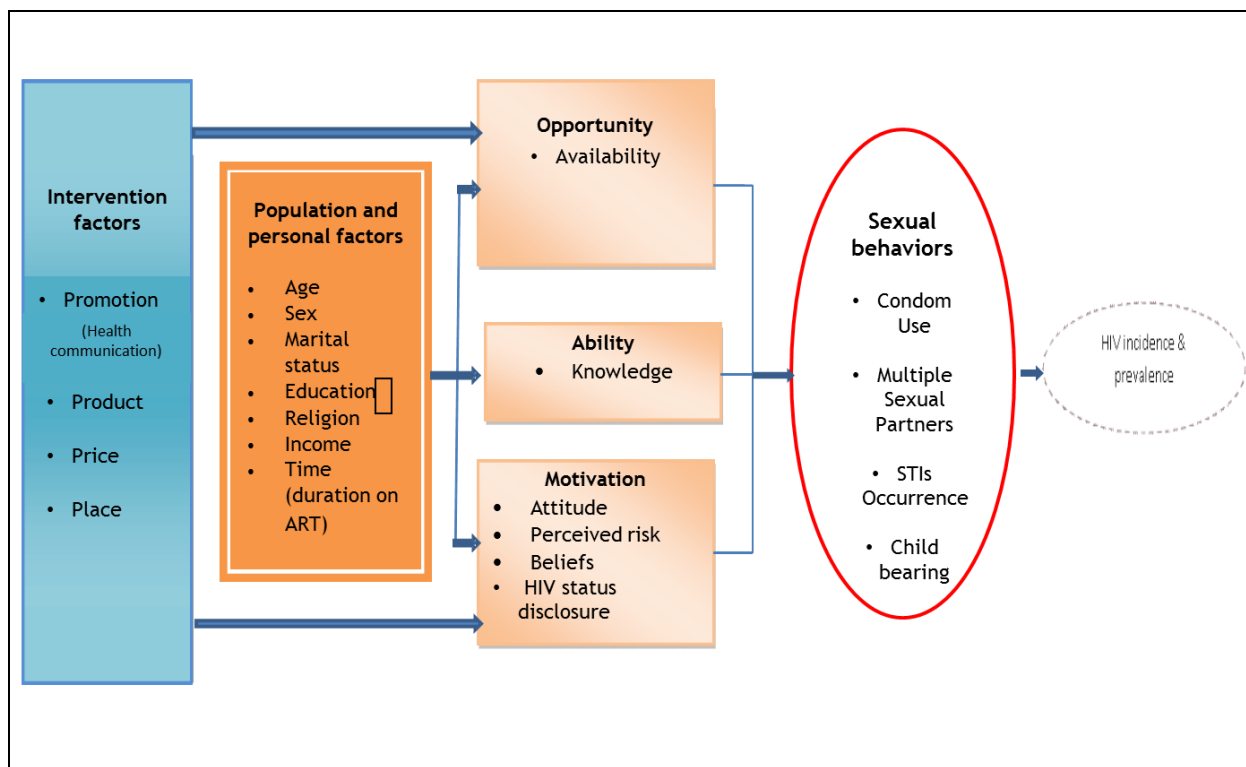 Intervention
factors
• Promotion
(Health
communication)
• Product
• Price
• Place
Population and
personal factors
• Age
• Sex
• Marital
status
• Education
• Religion
• Income
• Time
(duration on
ART)
Opportunity
• Availability
Ability
• Knowledge
Motivation
• Attitude
• Perceived risk
• Beliefs
• HIV status
disclosure
Sexual
behaviors
• Condom
Use
• Multiple
Sexual
Partners
• STIs
Occurrence
• Child
bearing
HIV incidence &
prevalence